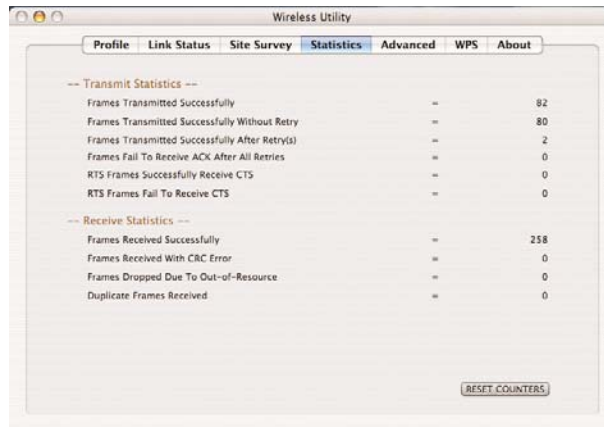 Wireless Utility
Profile Link Status Site Survey Statistics Advanced WPS About
-- Transmit Statistics --
Frames Transmitted Successfully = 82
Frames Transmitted Successfully Without Retry = 80
Frames Transmitted Successfully After Retry(s) = 2
Frames Fail To Receive ACK After All Retries = 0
RTS Frames Successfully Receive CTS = 0
RTS Frames Fail To Receive CTS = 0
-- Receive Statistics --
Frames Received Successfully = 258
Frames Received With CRC Error = 0
Frames Dropped Due To Out-of-Resource = 0
Duplicate Frames Received = 0
RESET COUNTERS